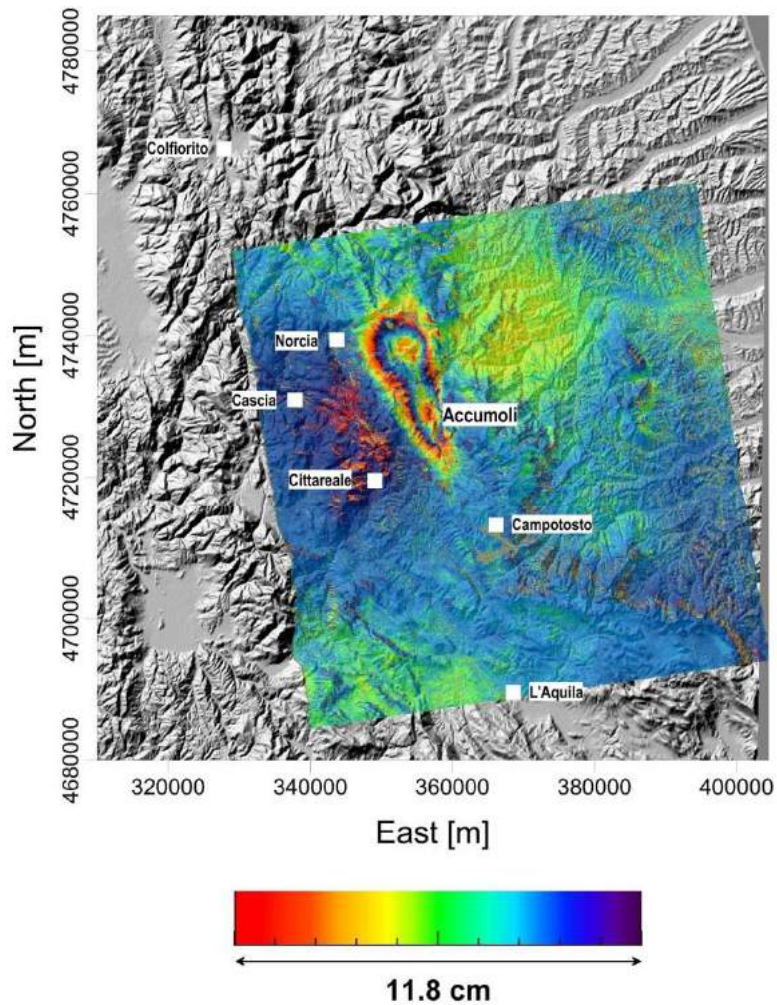 4780000
Colfiorito
4760000
North [m]
4740000
Norcia
Cascia
Accumoli
4720000
Cittareale
Campotosto
4700000
L'Aquila
4680000
320000 340000 360000 380000 400000
East [m]
11.8 cm